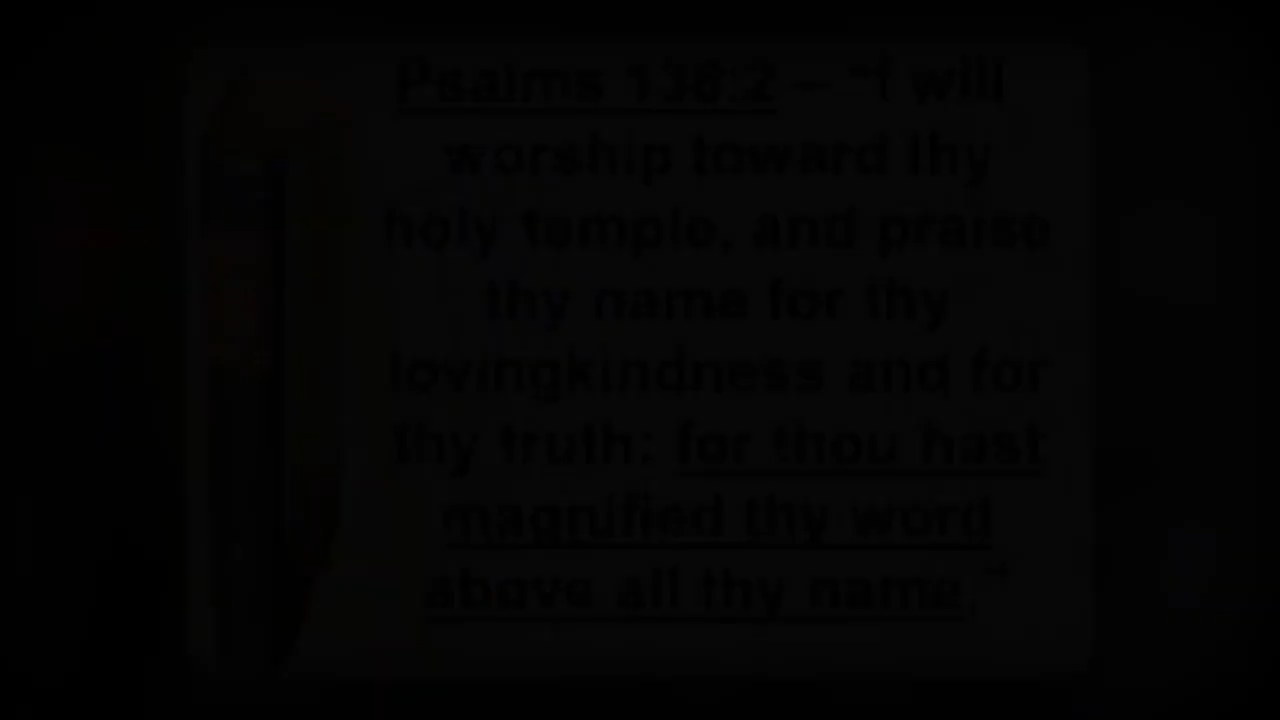 Psalms 138:2 – "I will
worship toward thy
holy temple, and praise
thy name for thy
lovingkindness and for
thy truth: for thou hast
magnified thy word
above all thy name."